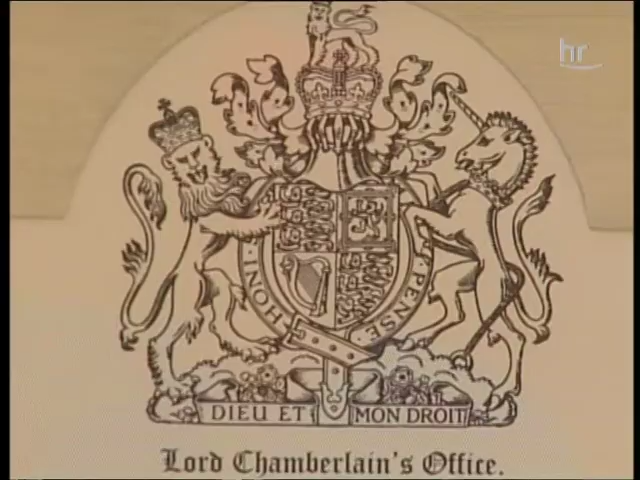 hr
HONI PENSE
DIEU ET MON DROIT
Lord Chamberlain's Office.